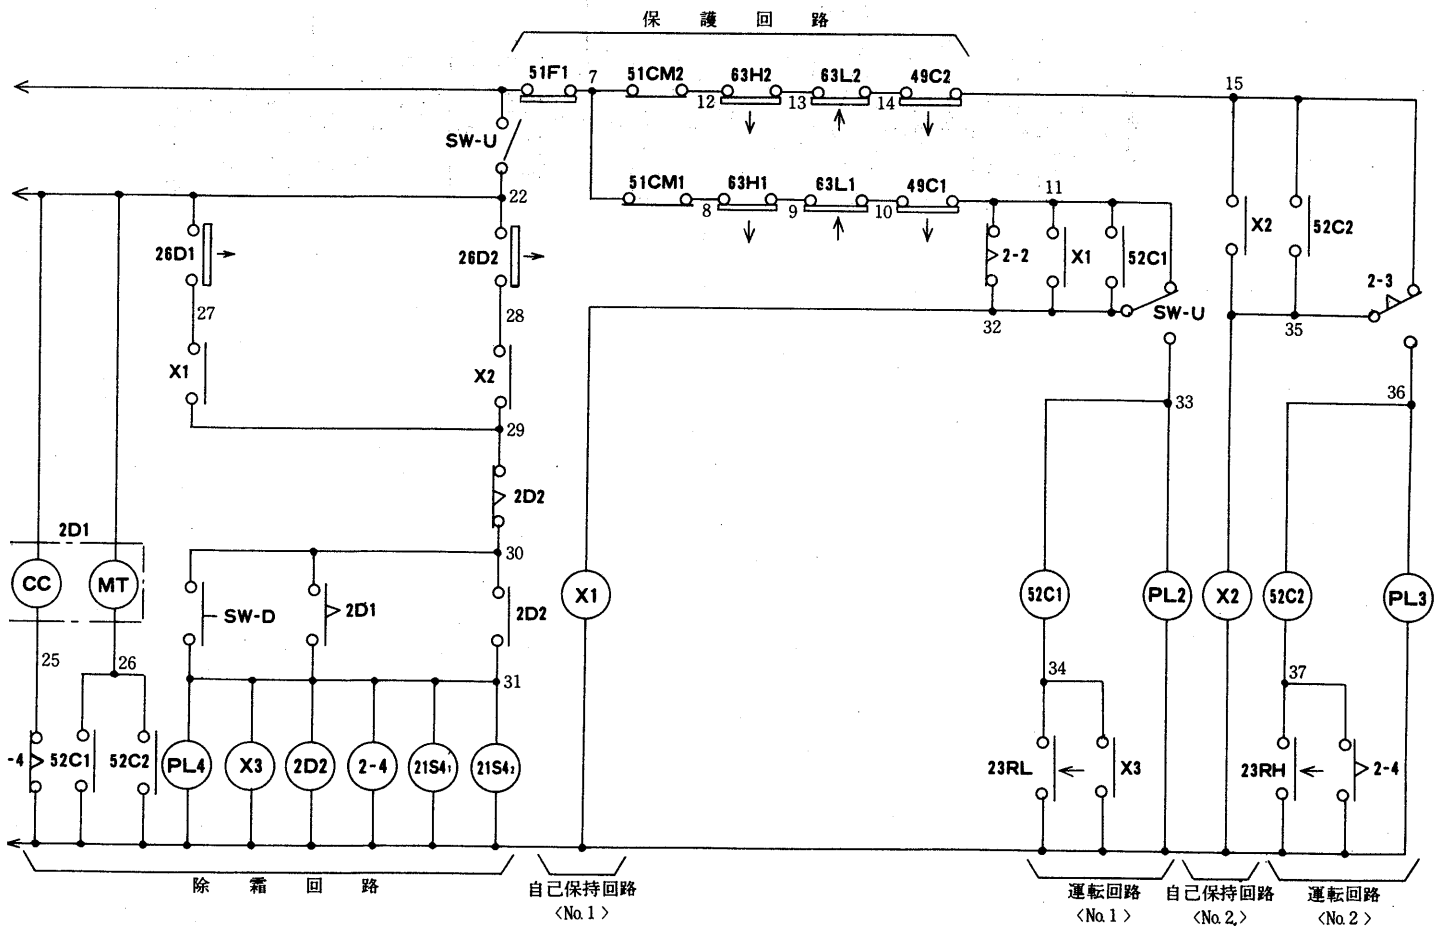 保護回路
51F1 7 51CM2 63H2 63L2 49C2 15
12 13 14
SW-U
22 51CM1 63H1 63L1 49C1 11
8 9 10
26D1 26D2 2-2 X1 52C1 X2 52C2
2-3
27 28 32 SW-U 35
X1 X2
29 33 36
2D2
2D1
30
CC MT X1 52C1 PL2 X2 52C2 PL3
SW-D 2D1 2D2
25 26 31 34 37
-4 52C1 52C2 PL4 X3 2D2 2-4 21S4₁ 21S4₂ 23RL X3 23RH 2-4
除霜回路 自己保持回路 運転回路 自己保持回路 運転回路
〈No.1〉 〈No.1〉 〈No.2〉 〈No.2〉